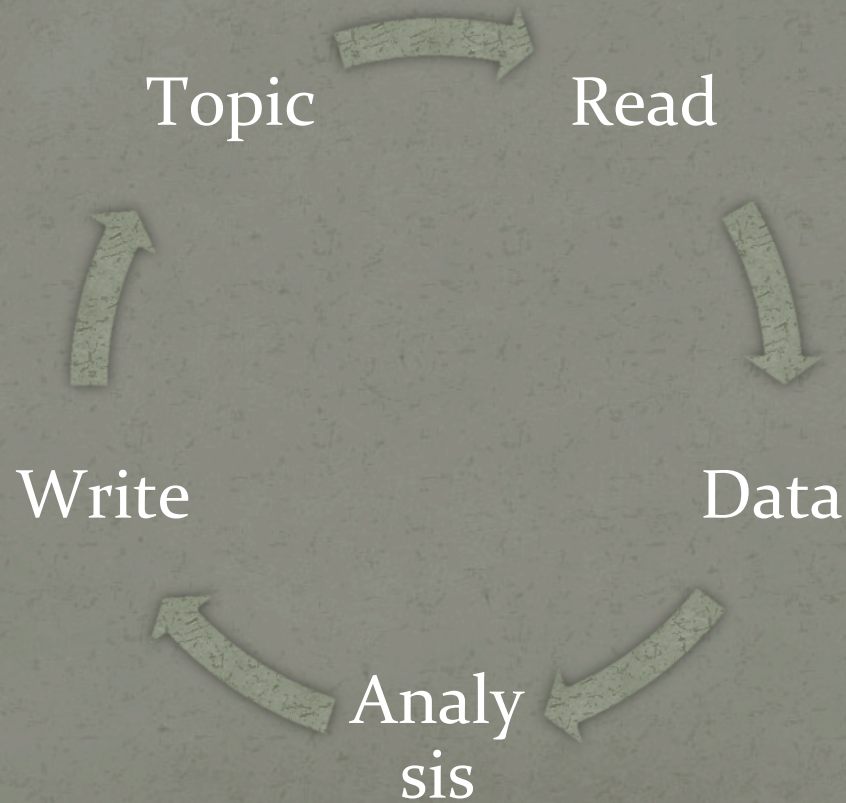 Topic
Read
Write
Data
Analy
sis